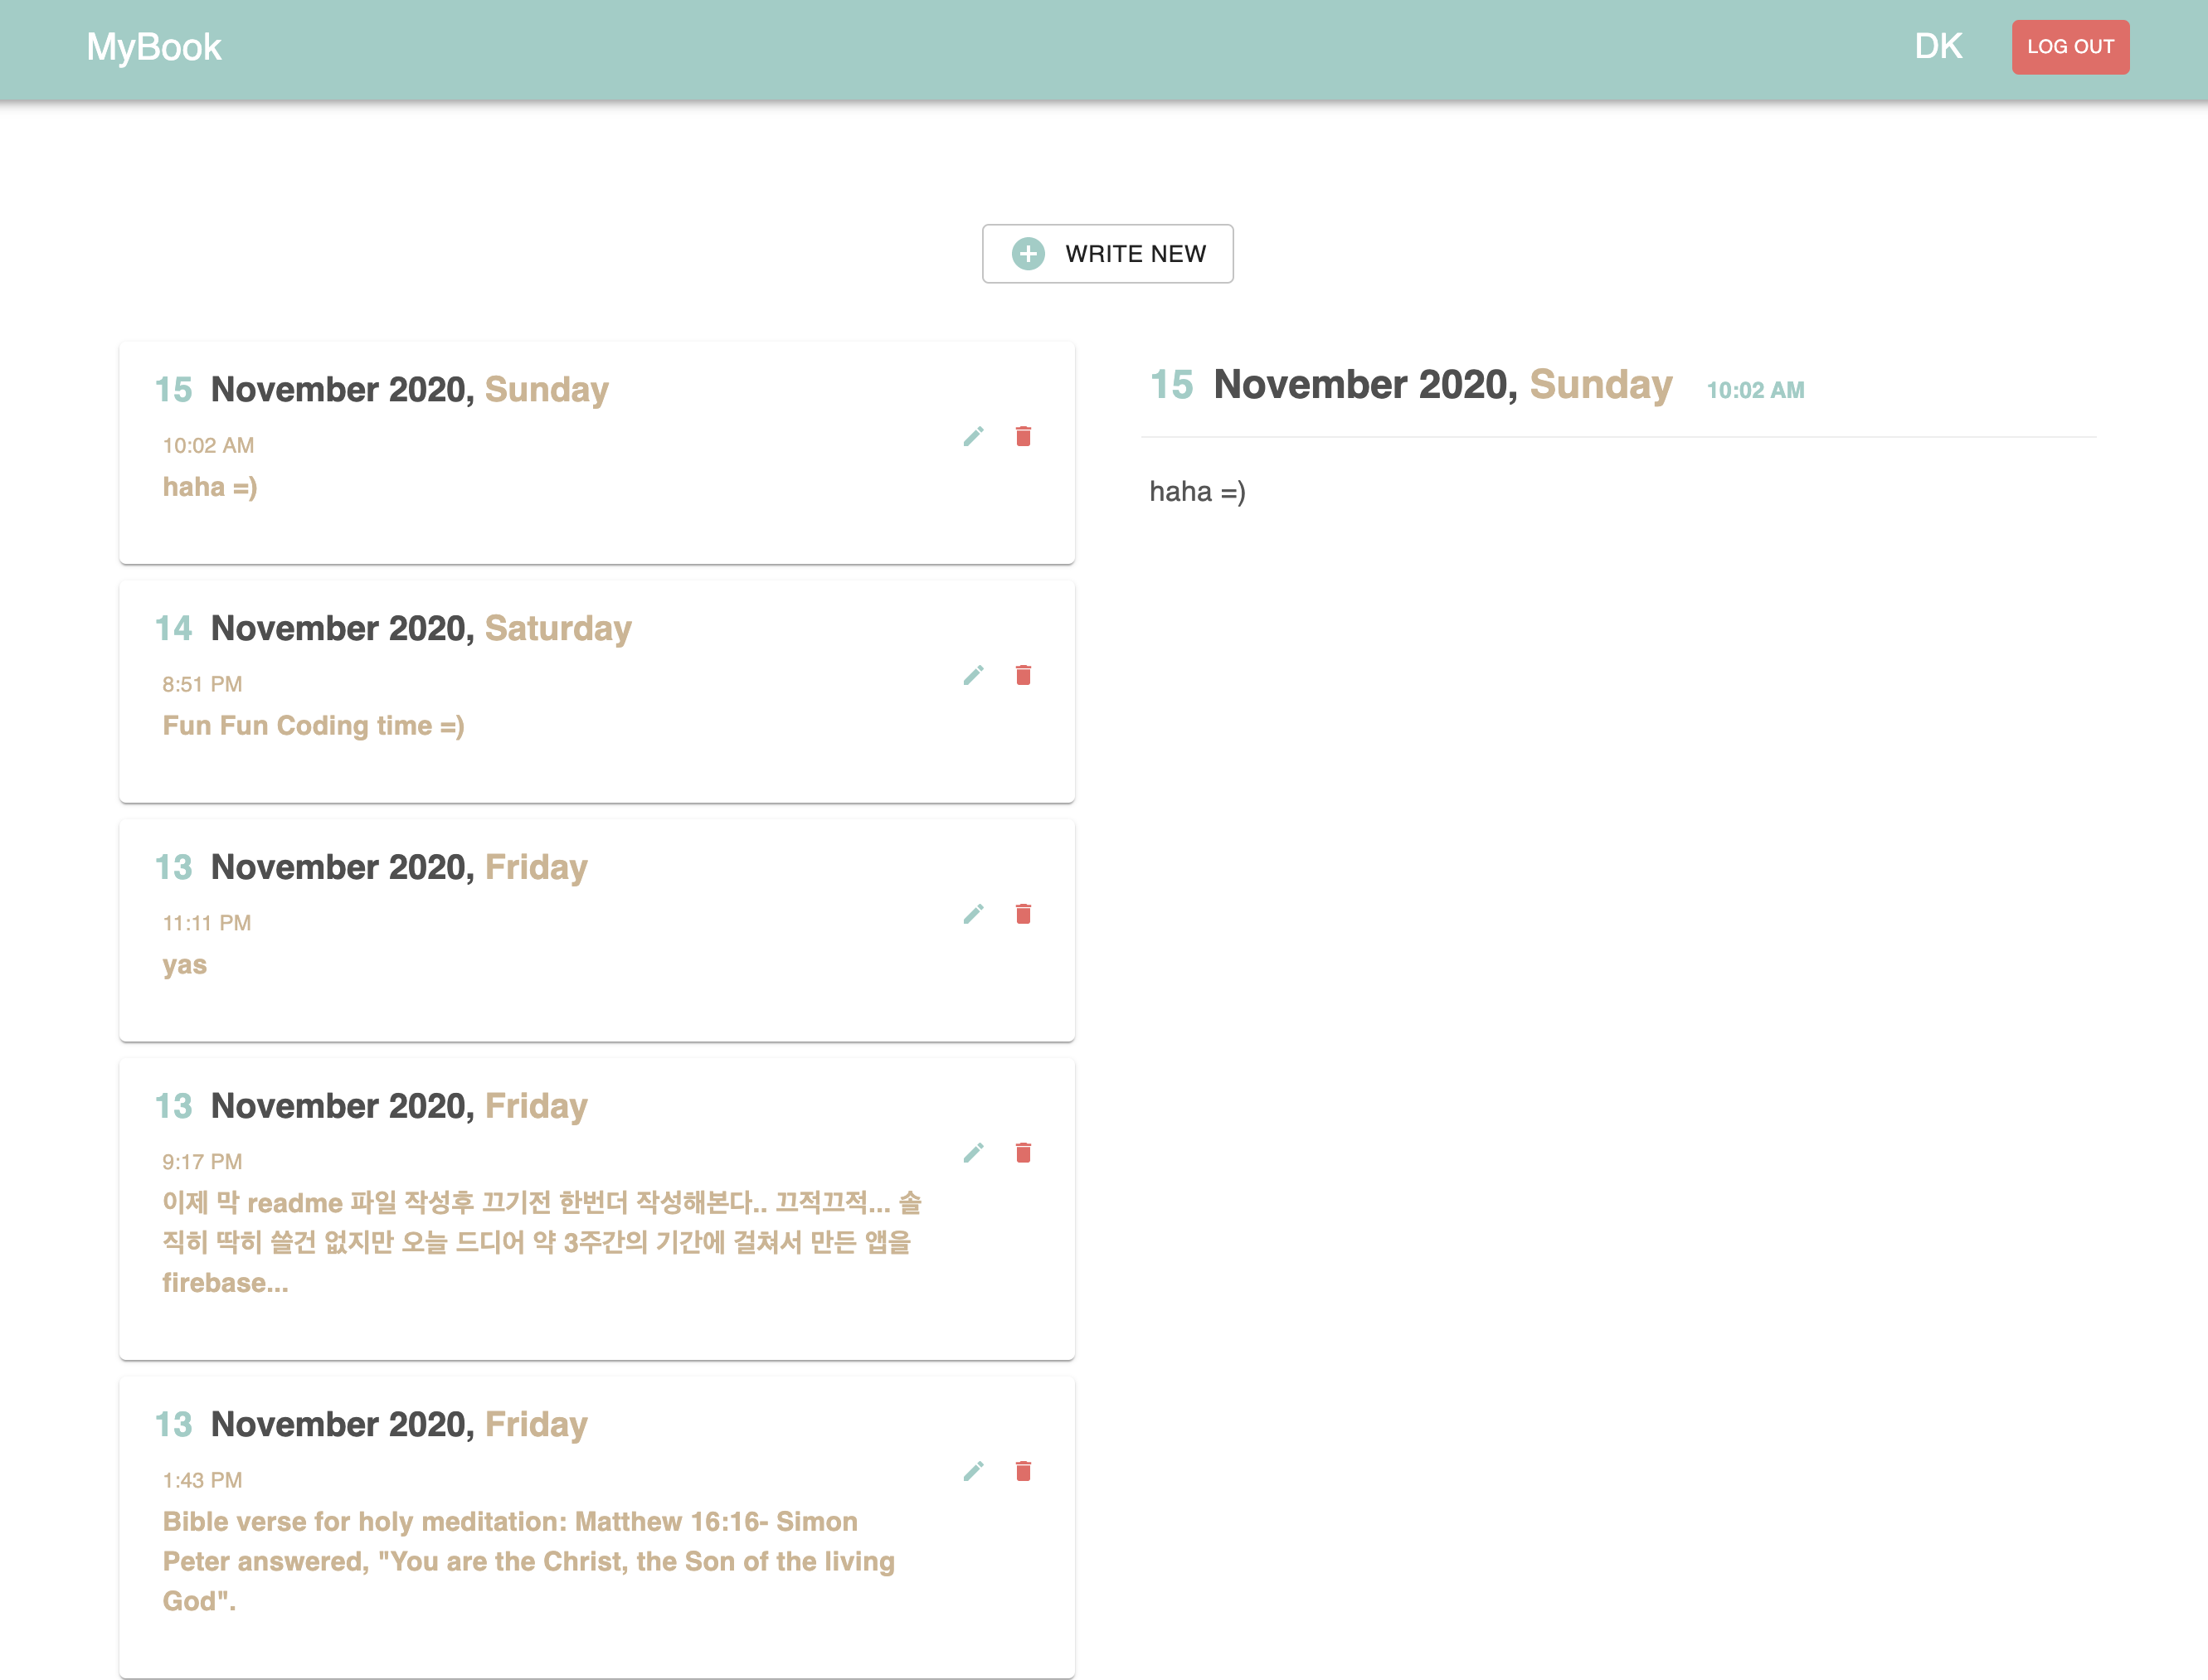 MyBook
DK
LOG OUT
WRITE NEW
15 November 2020, Sunday
10:02 AM
haha =)
14 November 2020, Saturday
8:51 PM
Fun Fun Coding time =)
13 November 2020, Friday
11:11 PM
yas
13 November 2020, Friday
9:17 PM
이제 막 readme 파일 작성후 끄기전 한번더 작성해본다.. 끄적끄적... 솔
직히 딱히 쓸건 없지만 오늘 드디어 약 3주간의 기간에 걸쳐서 만든 앱을
firebase...
13 November 2020, Friday
1:43 PM
Bible verse for holy meditation: Matthew 16:16- Simon
Peter answered, "You are the Christ, the Son of the living
God".
15 November 2020, Sunday 10:02 AM
haha =)